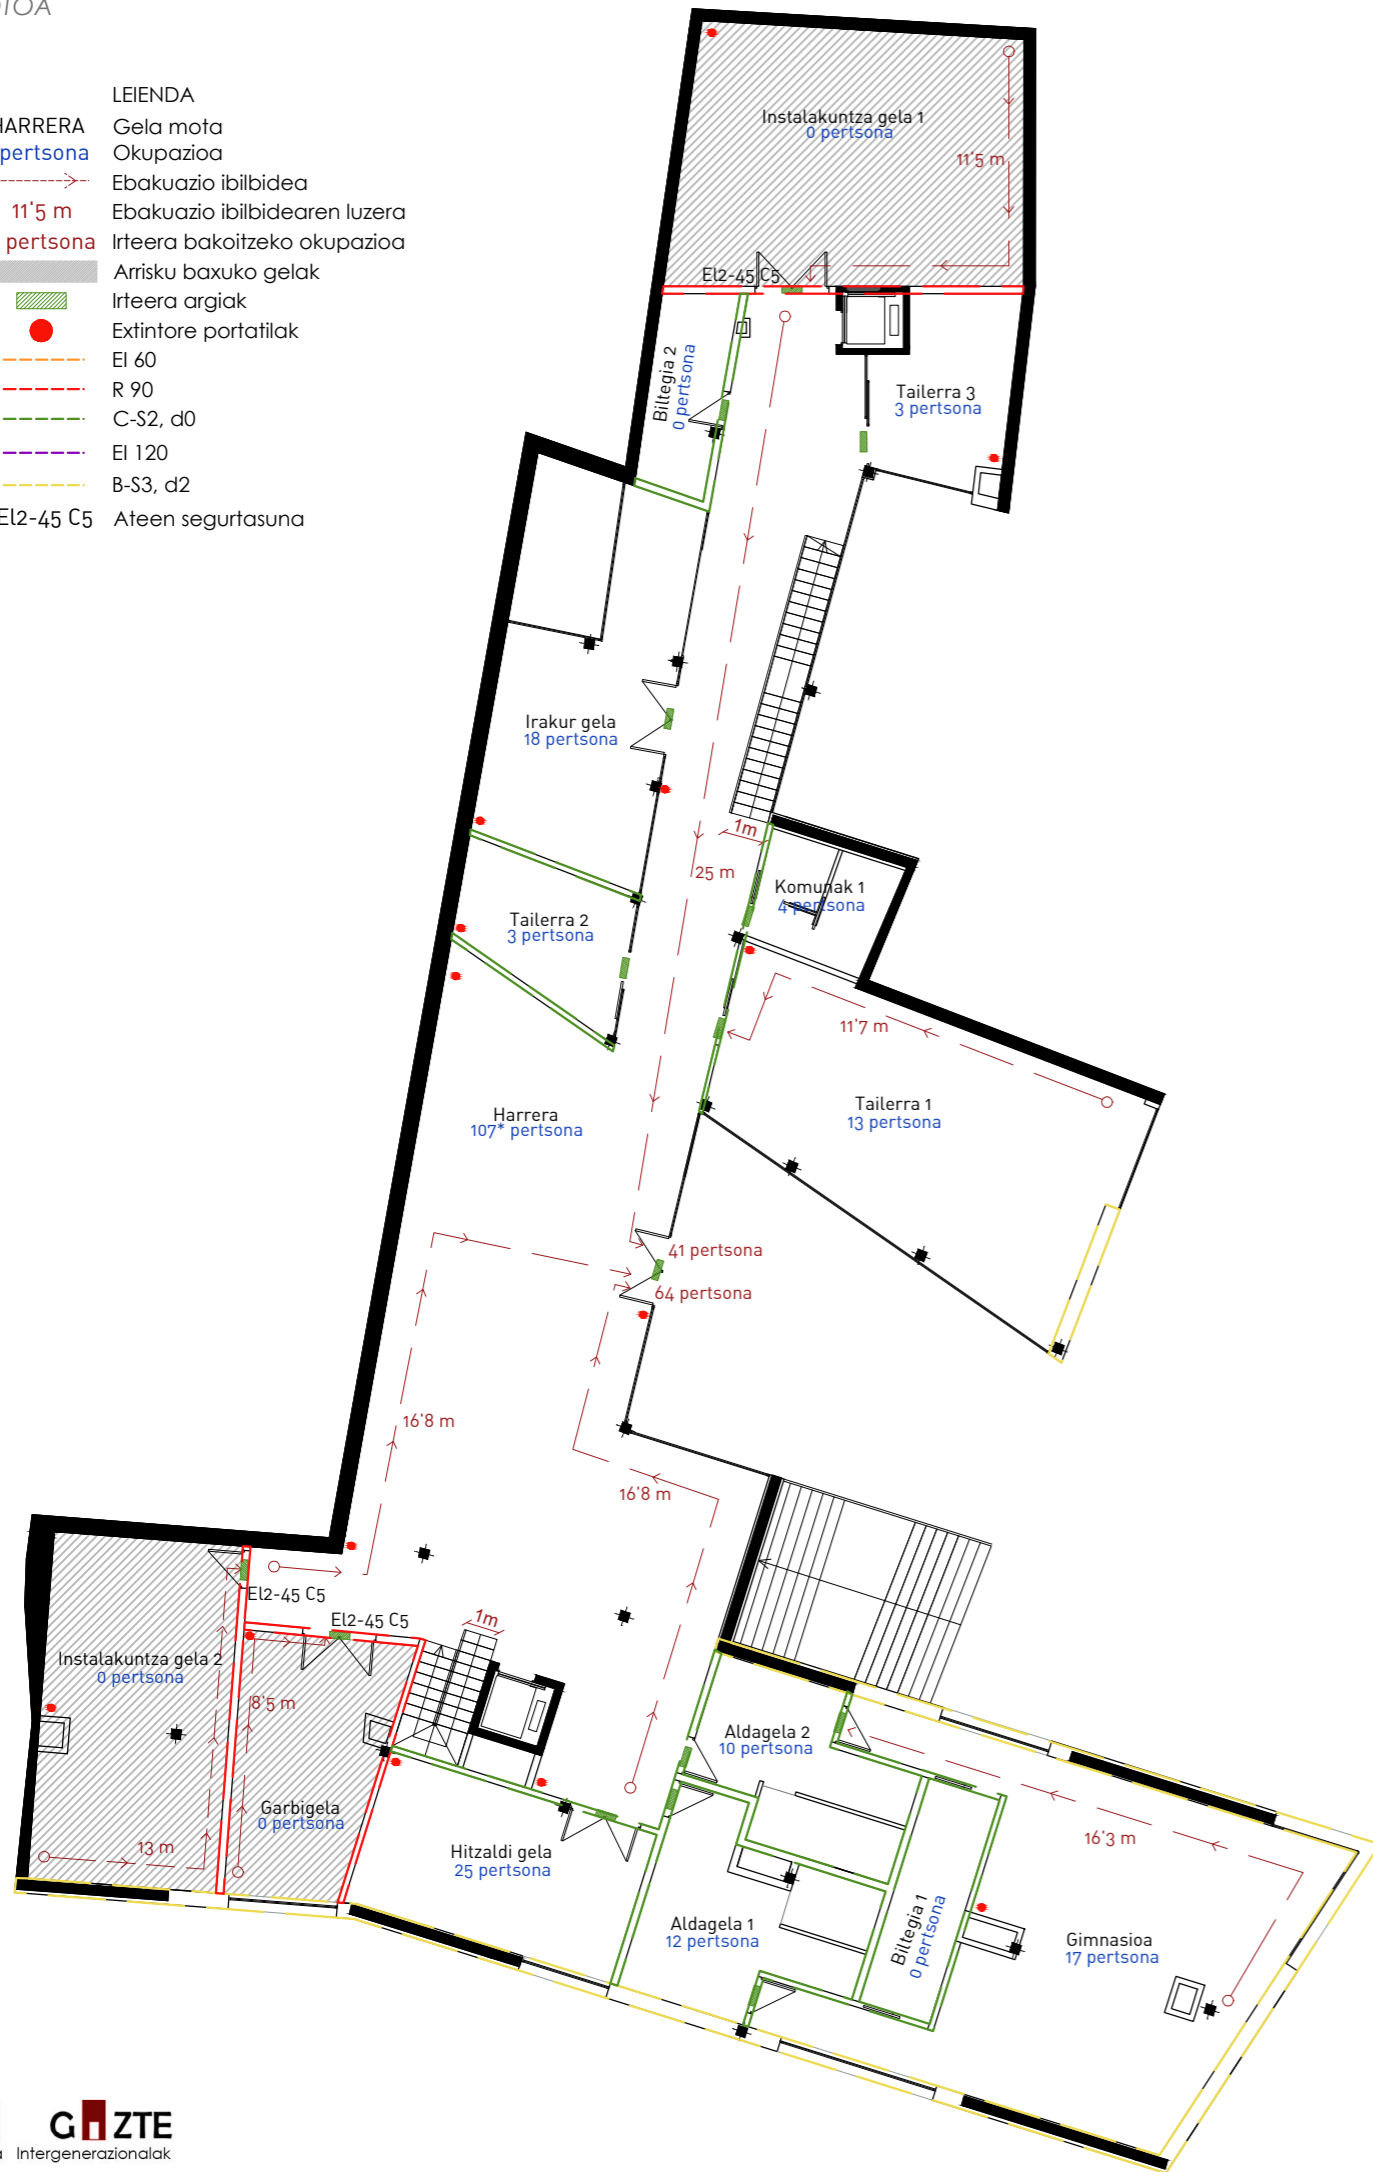 LEIENDA
HARRERA Gela mota
pertsona Okupazioa
Ebakuazio ibilbidea
11'5 m Ebakuazio ibilbidearen luzera
pertsona Irteera bakoitzeko okupazioa
Arrisku baxuko gelak
Irteera argiak
Extintore portatilak
EI 60
R 90
C-S2, d0
EI 120
B-S3, d2
EI2-45 C5 Ateen segurtasuna
Instalakuntza gela 1
0 pertsona
11'5 m
EI2-45 C5
Biltegia 2
0 pertsona
Tailerra 3
3 pertsona
Irakur gela
18 pertsona
1m
25 m
Komunak 1
4 pertsona
Tailerra 2
3 pertsona
11'7 m
Tailerra 1
13 pertsona
Harrera
107* pertsona
41 pertsona
64 pertsona
16'8 m
16'8 m
EI2-45 C5
EI2-45 C5
1m
Instalakuntza gela 2
0 pertsona
8'5 m
Aldagela 2
10 pertsona
Garbigela
0 pertsona
13 m
Hitzaldi gela
25 pertsona
16'3 m
Aldagela 1
12 pertsona
Biltegia 1
0 pertsona
Gimnasioa
17 pertsona
G ZTE
Intergenerazionalak